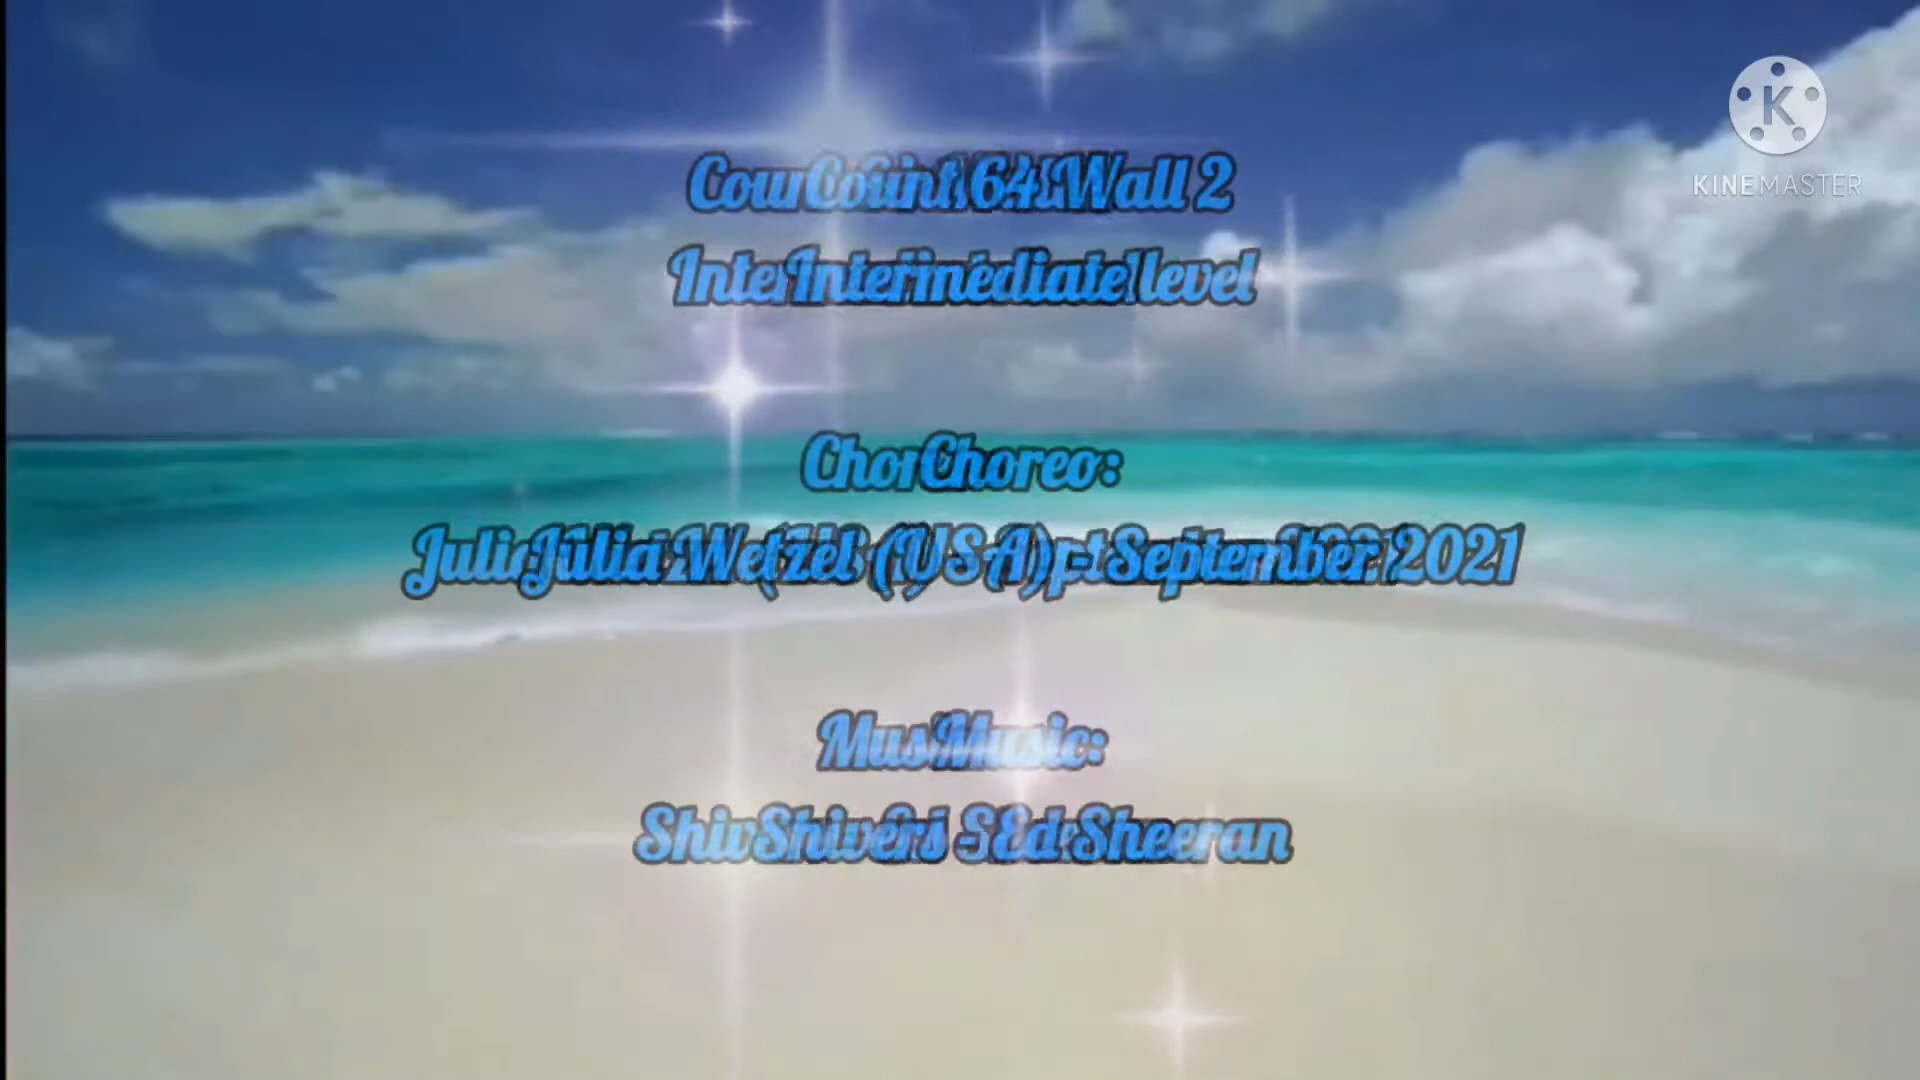 Count 64 Wall 2
Intermediate level
Choreo:
Julia Wetzel (USA) - September 2021
Music:
Shivers - Ed Sheeran
K
KINEMASTER